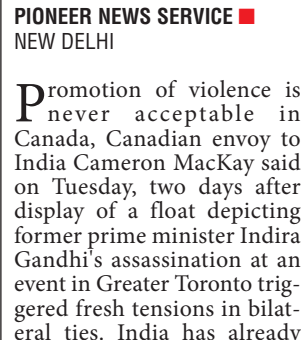 PIONEER NEWS SERVICE
NEW DELHI
Promotion of violence is
never acceptable in
Canada, Canadian envoy to
India Cameron MacKay said
on Tuesday, two days after
display of a float depicting
former prime minister Indira
Gandhi's assassination at an
event in Greater Toronto trig-
gered fresh tensions in bilat-
eral ties. India has already